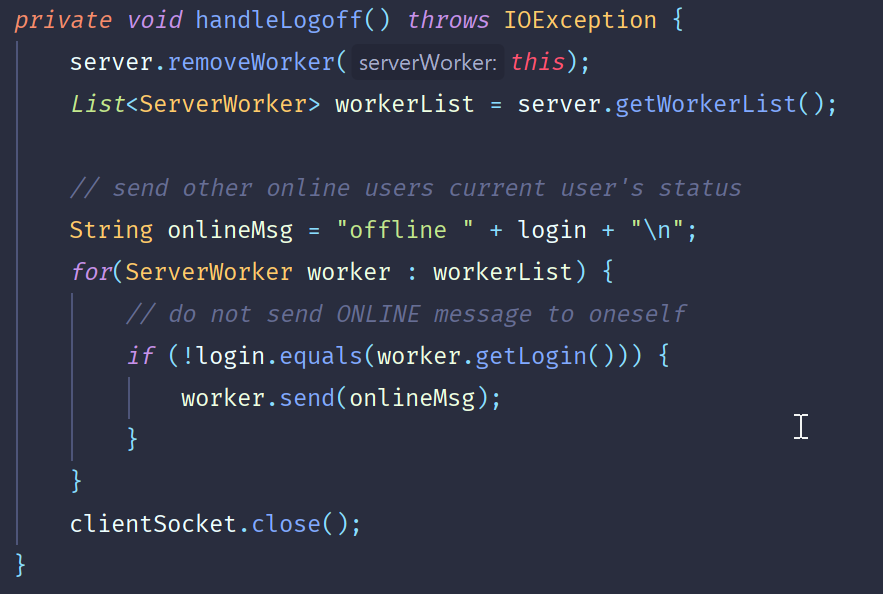 private void handleLogoff() throws IOException {
server.removeWorker( serverWorker: this);
List<ServerWorker> workerList = server.getWorkerList();
// send other online users current user's status
String onlineMsg = "offline " + login + "\n";
for(ServerWorker worker : workerList) {
// do not send ONLINE message to oneself
if (!login.equals(worker.getLogin())) {
worker.send(onlineMsg);
}
}
clientSocket.close();
}